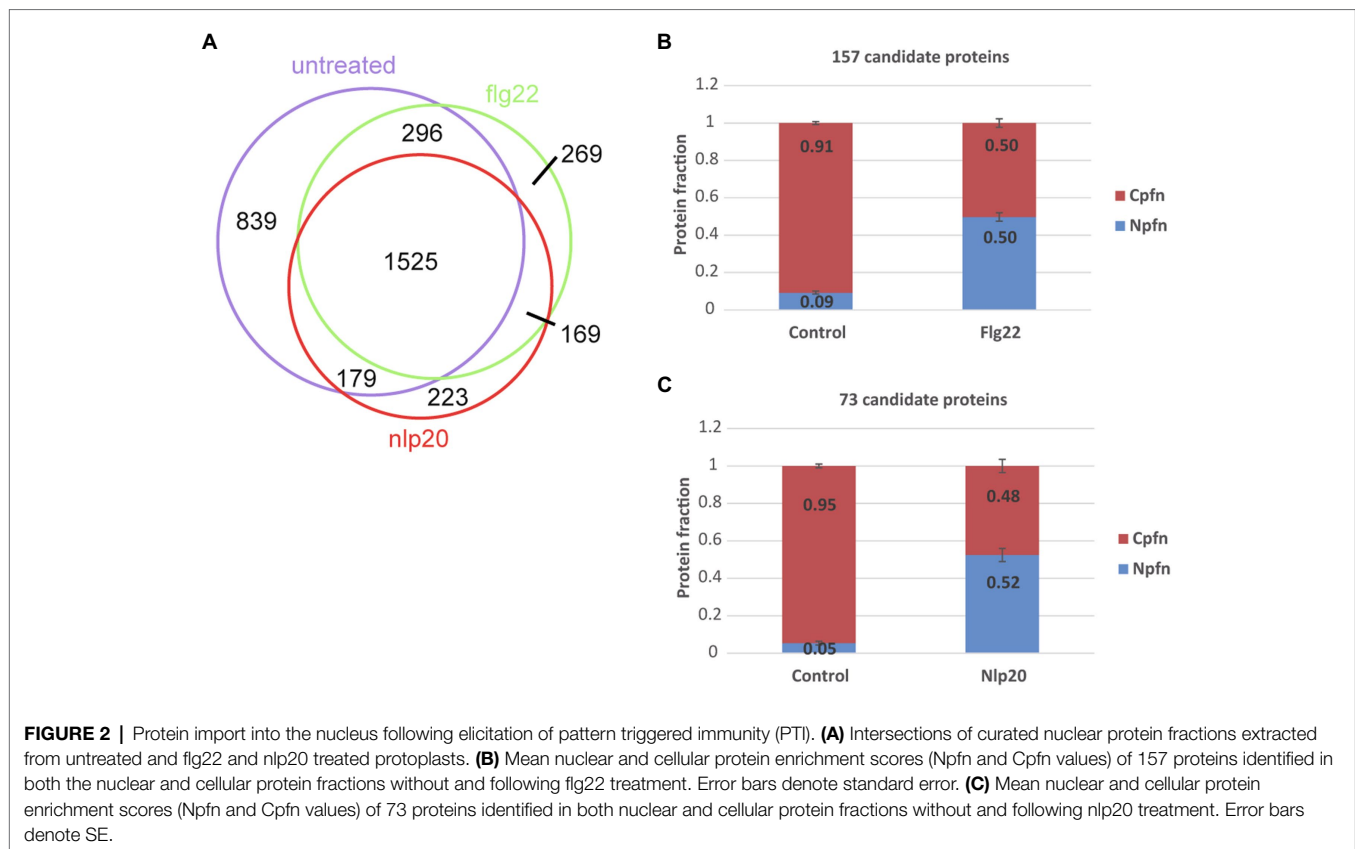 A
untreated
flg22
296
269
839
1525
169
179
223
nlp20
B
157 candidate proteins
1.2
1
0.8
0.6
0.4
0.2
0
Protein fraction
0.91
0.09
0.50
0.50
Control
Flg22
Cpfn
Npfn
C
73 candidate proteins
1.2
1
0.8
0.6
0.4
0.2
0
Protein fraction
0.95
0.05
0.48
0.52
Control
Nlp20
Cpfn
Npfn
FIGURE 2 | Protein import into the nucleus following elicitation of pattern triggered immunity (PTI). (A) Intersections of curated nuclear protein fractions extracted
from untreated and flg22 and nlp20 treated protoplasts. (B) Mean nuclear and cellular protein enrichment scores (Npfn and Cpfn values) of 157 proteins identified in
both the nuclear and cellular protein fractions without and following flg22 treatment. Error bars denote standard error. (C) Mean nuclear and cellular protein
enrichment scores (Npfn and Cpfn values) of 73 proteins identified in both nuclear and cellular protein fractions without and following nlp20 treatment. Error bars
denote SE.